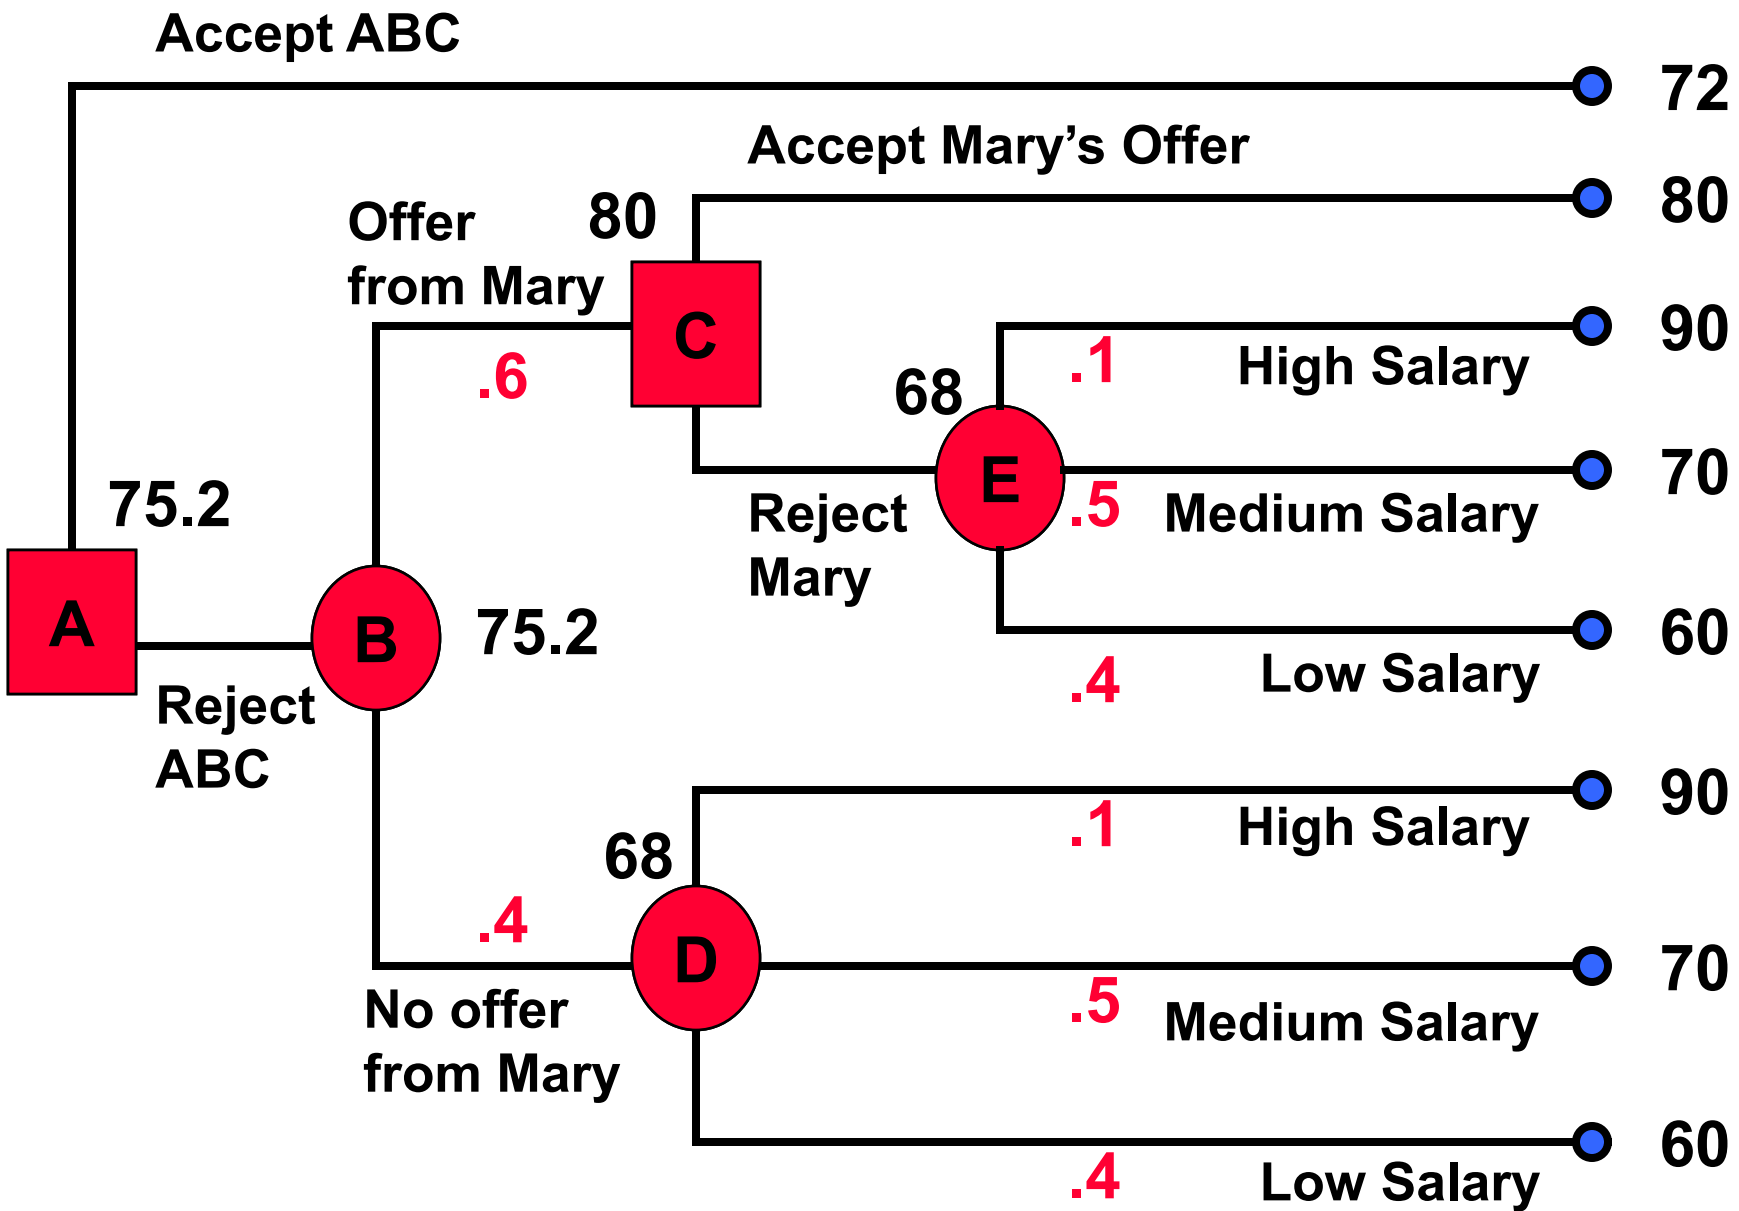 Accept ABC
72
Accept Mary's Offer
80
Offer
from Mary
80
C
.6
90
.1
High Salary
68
E
70
.5
Medium Salary
Reject
Mary
75.2
A
B
75.2
60
.4
Low Salary
Reject
ABC
90
.1
High Salary
68
D
.4
70
.5
Medium Salary
No offer
from Mary
60
.4
Low Salary